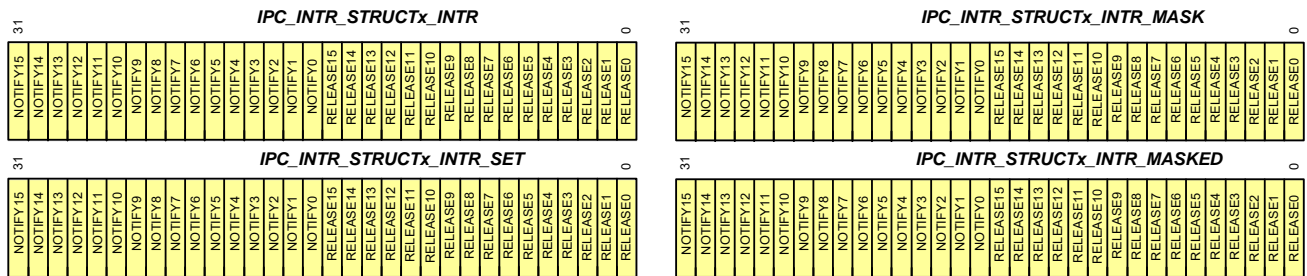 IPC_INTR_STRUCTx_INTR
31 0
NOTIFY15 NOTIFY14 NOTIFY13 NOTIFY12 NOTIFY11 NOTIFY10 NOTIFY9 NOTIFY8 NOTIFY7 NOTIFY6 NOTIFY5 NOTIFY4 NOTIFY3 NOTIFY2 NOTIFY1 NOTIFY0 RELEASE15 RELEASE14 RELEASE13 RELEASE12 RELEASE11 RELEASE10 RELEASE9 RELEASE8 RELEASE7 RELEASE6 RELEASE5 RELEASE4 RELEASE3 RELEASE2 RELEASE1 RELEASE0
IPC_INTR_STRUCTx_INTR_MASK
31 0
NOTIFY15 NOTIFY14 NOTIFY13 NOTIFY12 NOTIFY11 NOTIFY10 NOTIFY9 NOTIFY8 NOTIFY7 NOTIFY6 NOTIFY5 NOTIFY4 NOTIFY3 NOTIFY2 NOTIFY1 NOTIFY0 RELEASE15 RELEASE14 RELEASE13 RELEASE12 RELEASE11 RELEASE10 RELEASE9 RELEASE8 RELEASE7 RELEASE6 RELEASE5 RELEASE4 RELEASE3 RELEASE2 RELEASE1 RELEASE0
IPC_INTR_STRUCTx_INTR_SET
31 0
NOTIFY15 NOTIFY14 NOTIFY13 NOTIFY12 NOTIFY11 NOTIFY10 NOTIFY9 NOTIFY8 NOTIFY7 NOTIFY6 NOTIFY5 NOTIFY4 NOTIFY3 NOTIFY2 NOTIFY1 NOTIFY0 RELEASE15 RELEASE14 RELEASE13 RELEASE12 RELEASE11 RELEASE10 RELEASE9 RELEASE8 RELEASE7 RELEASE6 RELEASE5 RELEASE4 RELEASE3 RELEASE2 RELEASE1 RELEASE0
IPC_INTR_STRUCTx_INTR_MASKED
31 0
NOTIFY15 NOTIFY14 NOTIFY13 NOTIFY12 NOTIFY11 NOTIFY10 NOTIFY9 NOTIFY8 NOTIFY7 NOTIFY6 NOTIFY5 NOTIFY4 NOTIFY3 NOTIFY2 NOTIFY1 NOTIFY0 RELEASE15 RELEASE14 RELEASE13 RELEASE12 RELEASE11 RELEASE10 RELEASE9 RELEASE8 RELEASE7 RELEASE6 RELEASE5 RELEASE4 RELEASE3 RELEASE2 RELEASE1 RELEASE0